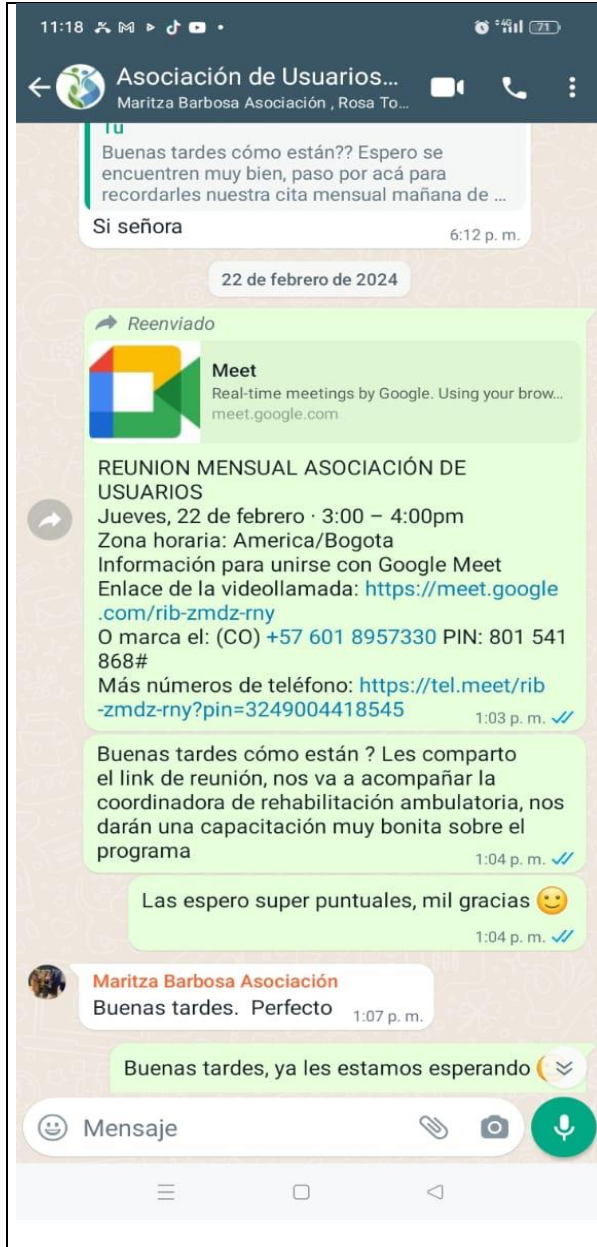 11:18
4G
71
Asociación de Usuarios...
Maritza Barbosa Asociación , Rosa To...
Tú
Buenas tardes cómo están?? Espero se
encuentren muy bien, paso por acá para
recordarles nuestra cita mensual mañana de ...
Si señora
6:12 p. m.
22 de febrero de 2024
Reenviado
Meet
Real-time meetings by Google. Using your brow...
meet.google.com
REUNION MENSUAL ASOCIACIÓN DE
USUARIOS
Jueves, 22 de febrero · 3:00 – 4:00pm
Zona horaria: America/Bogota
Información para unirse con Google Meet
Enlace de la videollamada: https://meet.google
.com/rib-zmdz-rny
O marca el: (CO) +57 601 8957330 PIN: 801 541
868#
Más números de teléfono: https://tel.meet/rib
-zmdz-rny?pin=3249004418545
1:03 p. m.
Buenas tardes cómo están ? Les comparto
el link de reunión, nos va a acompañar la
coordinadora de rehabilitación ambulatoria, nos
darán una capacitación muy bonita sobre el
programa
1:04 p. m.
Las espero super puntuales, mil gracias 🙂
1:04 p. m.
Maritza Barbosa Asociación
Buenas tardes. Perfecto
1:07 p. m.
Buenas tardes, ya les estamos esperando
Mensaje